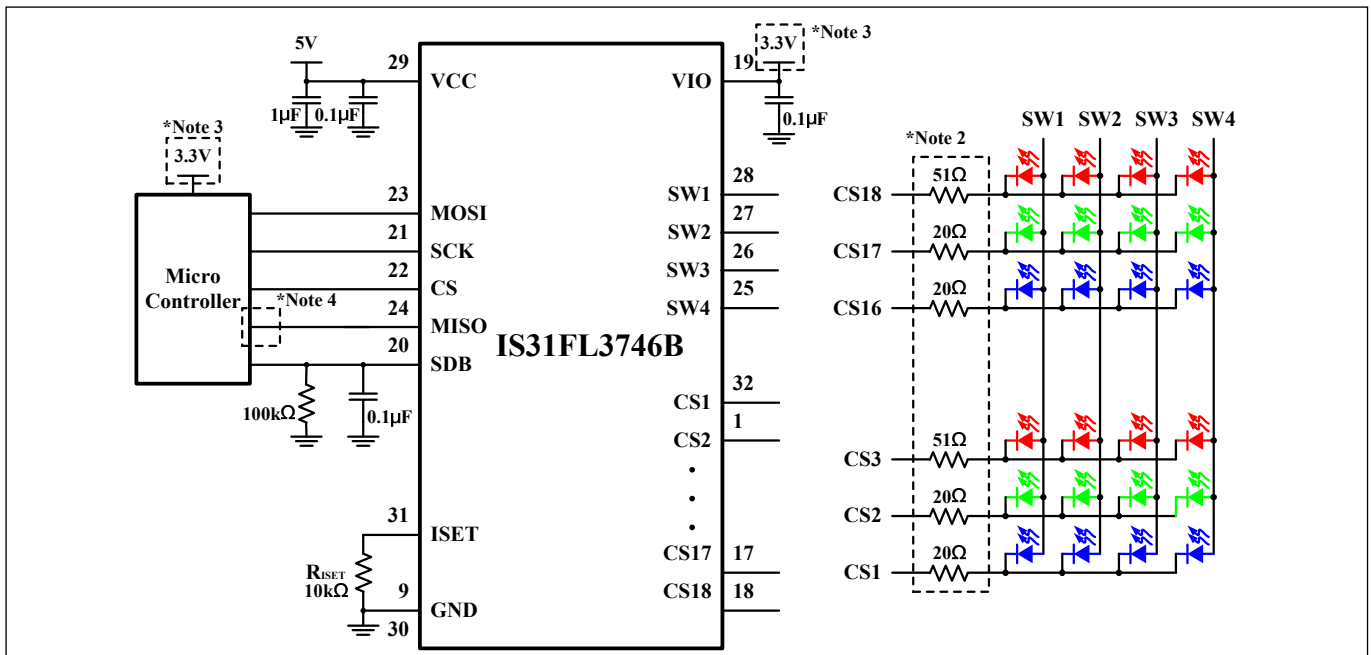 5V
29
VCC
1µF
0.1µF
*Note 3
3.3V
Micro
Controller
23
MOSI
21
SCK
22
CS
*Note 4
24
MISO
20
SDB
100kΩ
0.1µF
31
ISET
RISET
10kΩ
9
GND
30
IS31FL3746B
3.3V
*Note 3
19
VIO
0.1µF
28
SW1
27
SW2
26
SW3
25
SW4
32
CS1
1
CS2
17
CS17
18
CS18
*Note 2
SW1 SW2 SW3 SW4
51Ω
CS18
20Ω
CS17
20Ω
CS16
51Ω
CS3
20Ω
CS2
20Ω
CS1